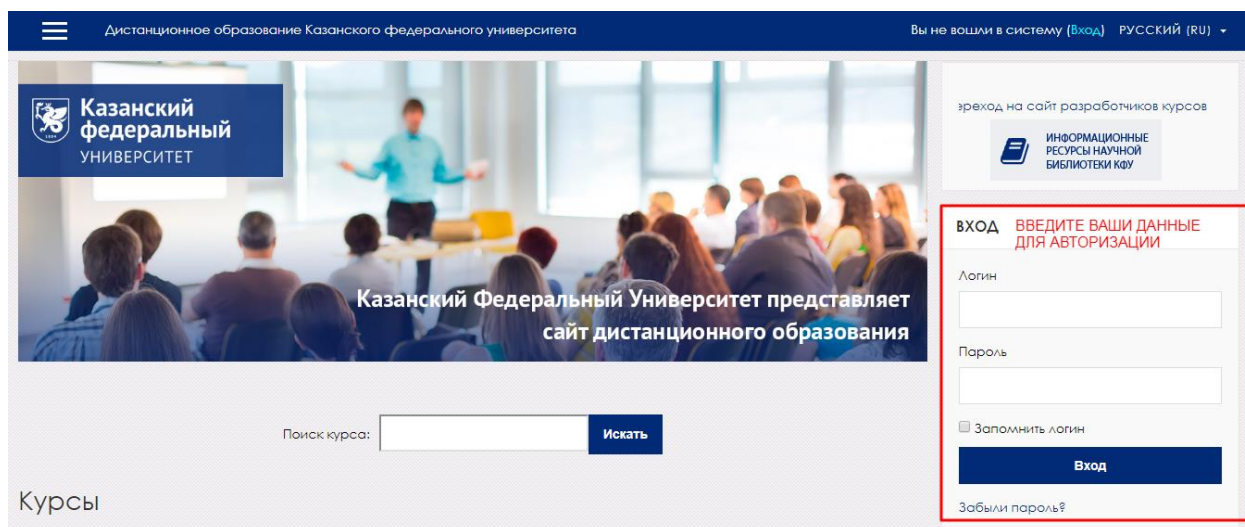 Дистанционное образование Казанского федерального университета
Вы не вошли в систему (Вход) РУССКИЙ (RU)
Казанский
федеральный
УНИВЕРСИТЕТ
Казанский Федеральный Университет представляет
сайт дистанционного образования
Поиск курса:
Искать
Курсы
ереход на сайт разработчиков курсов
ИНФОРМАЦИОННЫЕ
РЕСУРСЫ НАУЧНОЙ
БИБЛИОТЕКИ КФУ
ВХОД ВВЕДИТЕ ВАШИ ДАННЫЕ
ДЛЯ АВТОРИЗАЦИИ
Логин
Пароль
Запомнить логин
Вход
Забыли пароль?